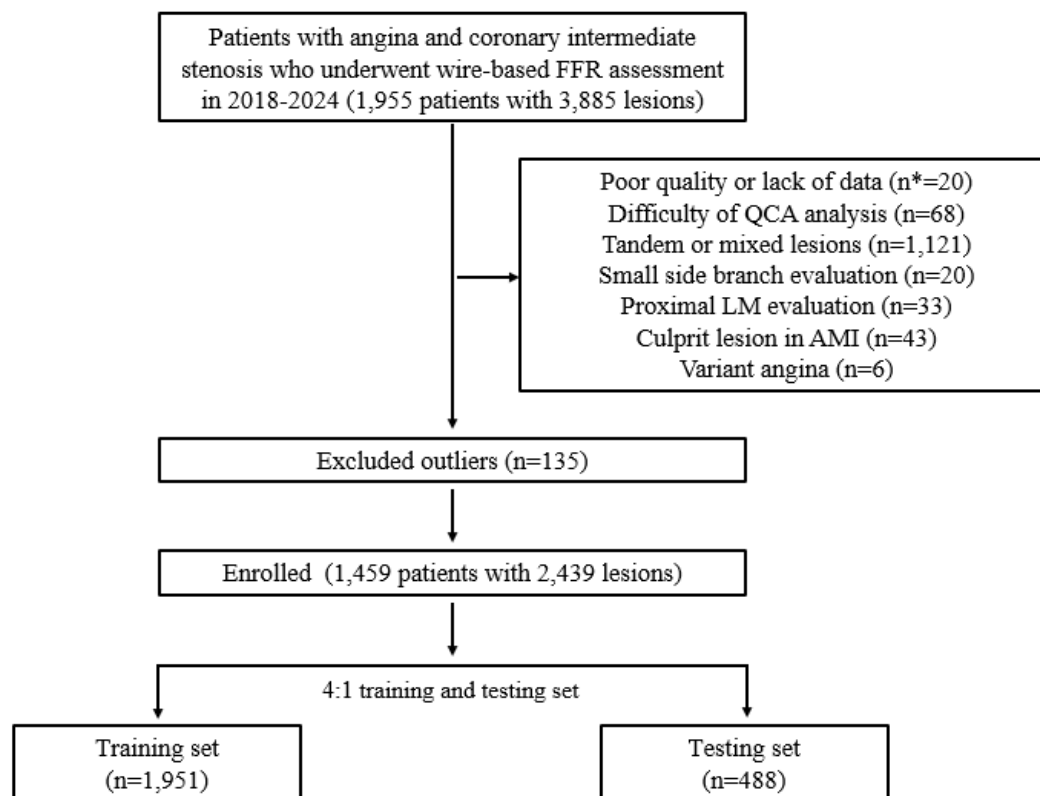 Patients with angina and coronary intermediate
stenosis who underwent wire-based FFR assessment
in 2018-2024 (1,955 patients with 3,885 lesions)
Poor quality or lack of data (n*=20)
Difficulty of QCA analysis (n=68)
Tandem or mixed lesions (n=1,121)
Small side branch evaluation (n=20)
Proximal LM evaluation (n=33)
Culprit lesion in AMI (n=43)
Variant angina (n=6)
Excluded outliers (n=135)
Enrolled (1,459 patients with 2,439 lesions)
4:1 training and testing set
Training set
(n=1,951)
Testing set
(n=488)